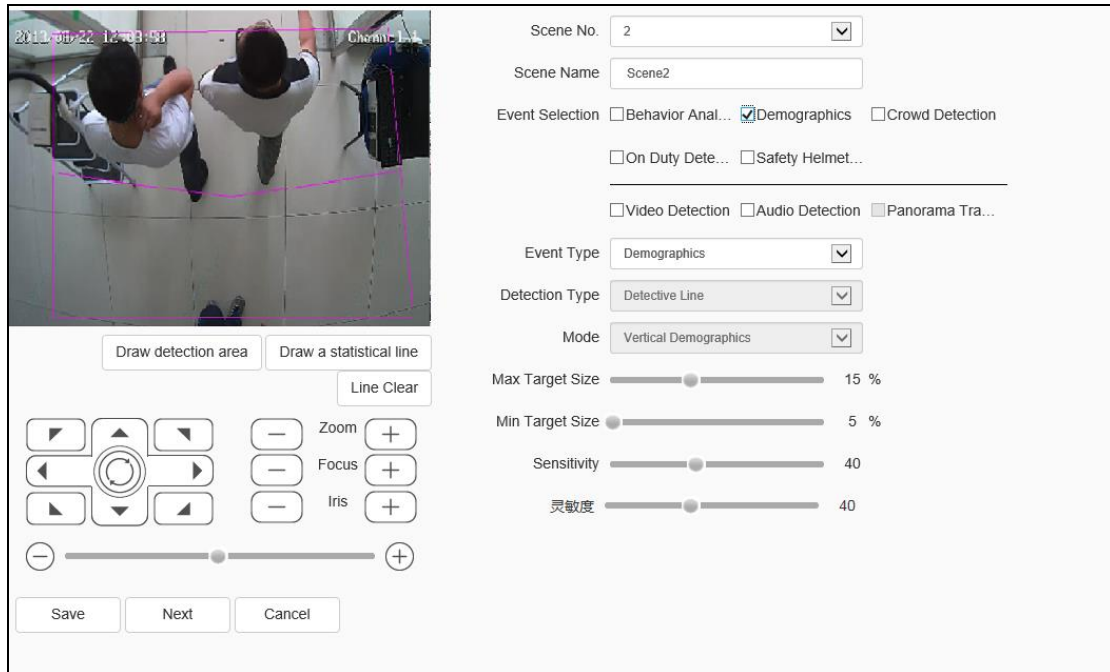 Channel 1
Scene No. 2
Scene Name Scene2
Event Selection Behavior Anal... Demographics Crowd Detection
On Duty Dete... Safety Helmet...
Video Detection Audio Detection Panorama Tra...
Event Type Demographics
Detection Type Detective Line
Mode Vertical Demographics
Max Target Size 15 %
Min Target Size 5 %
Sensitivity 40
灵敏度 40
Draw detection area Draw a statistical line
Line Clear
Zoom
Focus
Iris
Save Next Cancel